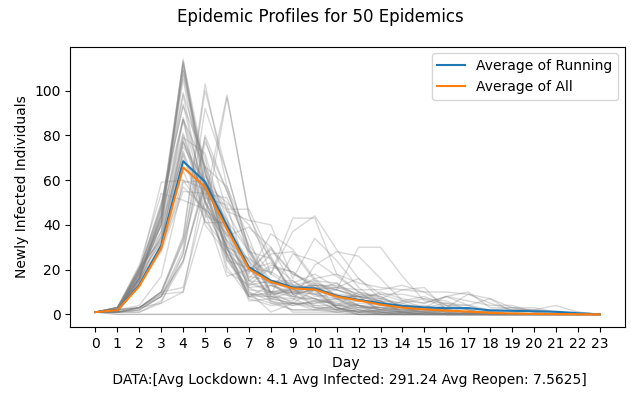 Epidemic Profiles for 50 Epidemics
Newly Infected Individuals
100
80
60
40
20
0
Average of Running
Average of All
0 1 2 3 4 5 6 7 8 9 10 11 12 13 14 15 16 17 18 19 20 21 22 23
Day
DATA:[Avg Lockdown: 4.1 Avg Infected: 291.24 Avg Reopen: 7.5625]